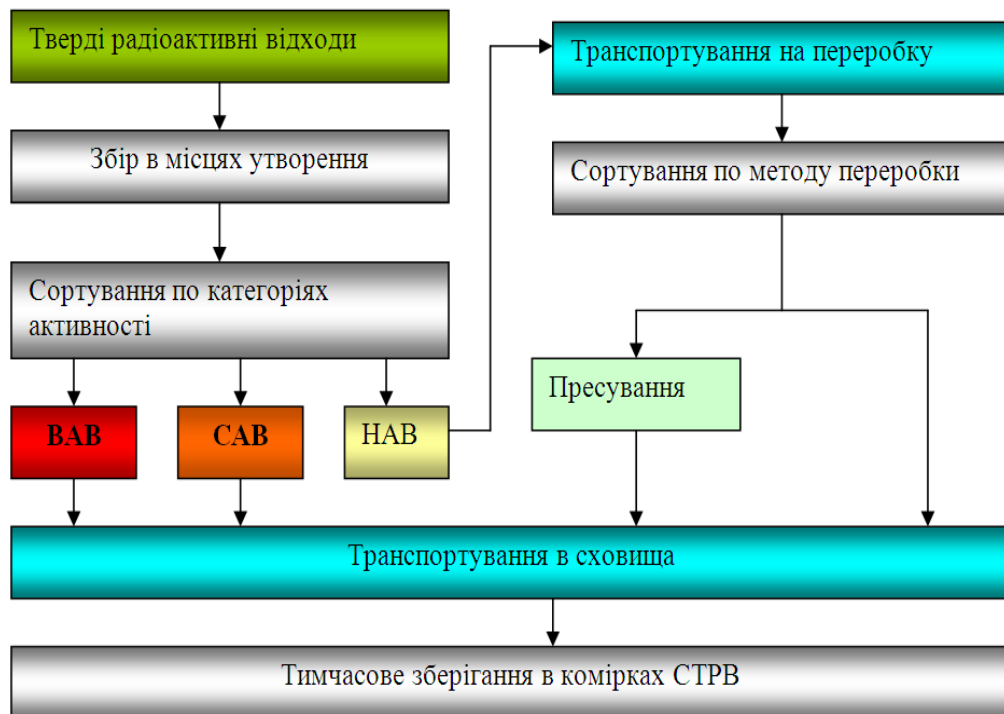 Тверді радіоактивні відходи
Збір в місцях утворення
Сортування по категоріях
активності
ВАВ
САВ
НАВ
Транспортування на переробку
Сортування по методу переробки
Пресування
Транспортування в сховища
Тимчасове зберігання в комірках СТРВ